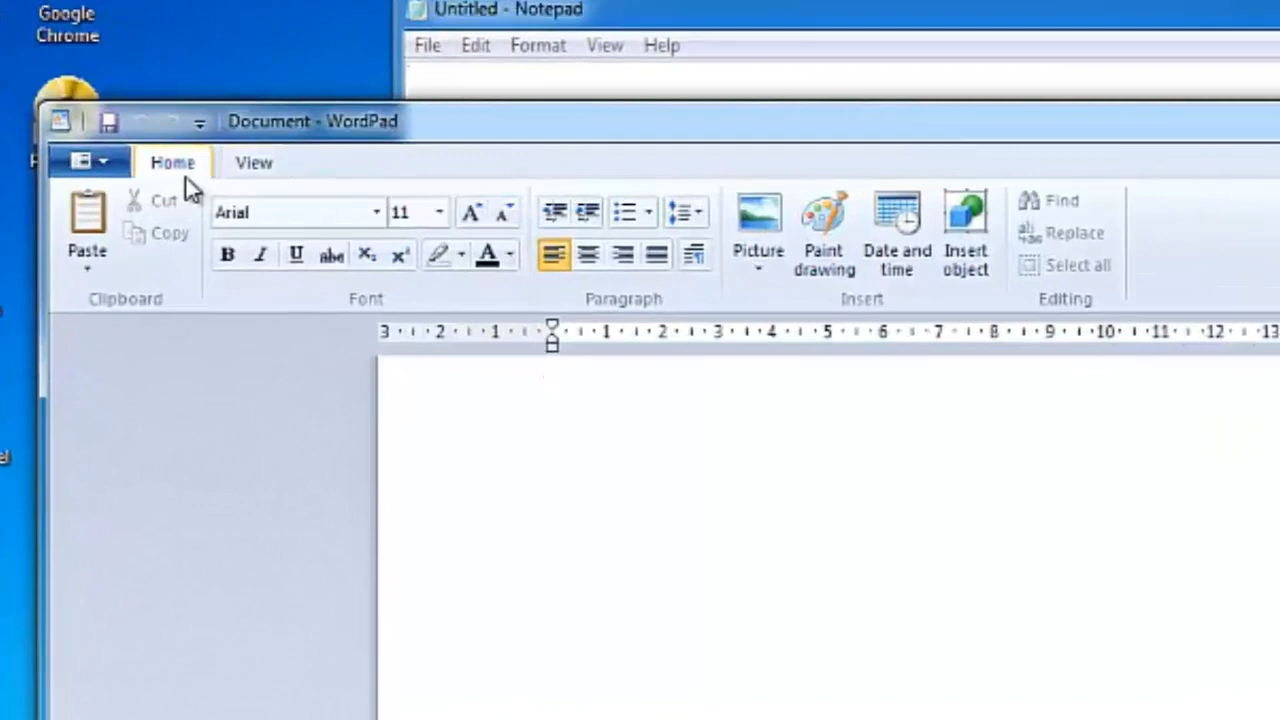 Google
Chrome
Untitled - Notepad
File Edit Format View Help
Document - WordPad
Home View
Paste
Cut
Copy
Clipboard
Arial 11
B I U abc X₂ X²
A
Font
Paragraph
Picture
Paint
drawing
Date and
time
Insert
object
Insert
Find
Replace
Select all
Editing
3 2 1 1 2 3 4 5 6 7 8 9 10 11 12 13